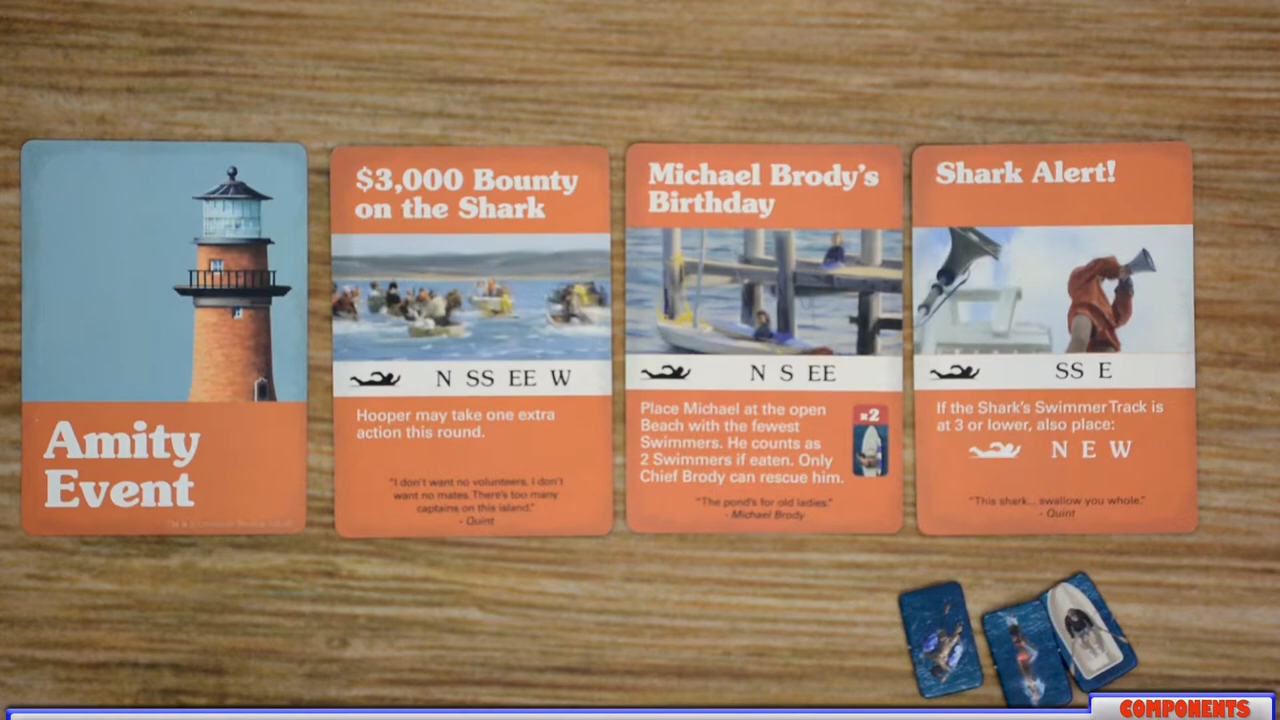 Amity
Event
$3,000 Bounty
on the Shark
N SS EE W
Hooper may take one extra
action this round.
"I don't want no volunteers, I don't
want no mates. There's too many
captains on this island."
- Quint
Michael Brody's
Birthday
N S EE
Place Michael at the open
Beach with the fewest
Swimmers. He counts as
2 Swimmers if eaten. Only
Chief Brody can rescue him.
x2
"The pond's for old ladies."
- Michael Brody
Shark Alert!
SS E
If the Shark's Swimmer Track is
at 3 or lower, also place:
N E W
"This shark... swallow you whole."
- Quint
COMPONENTS